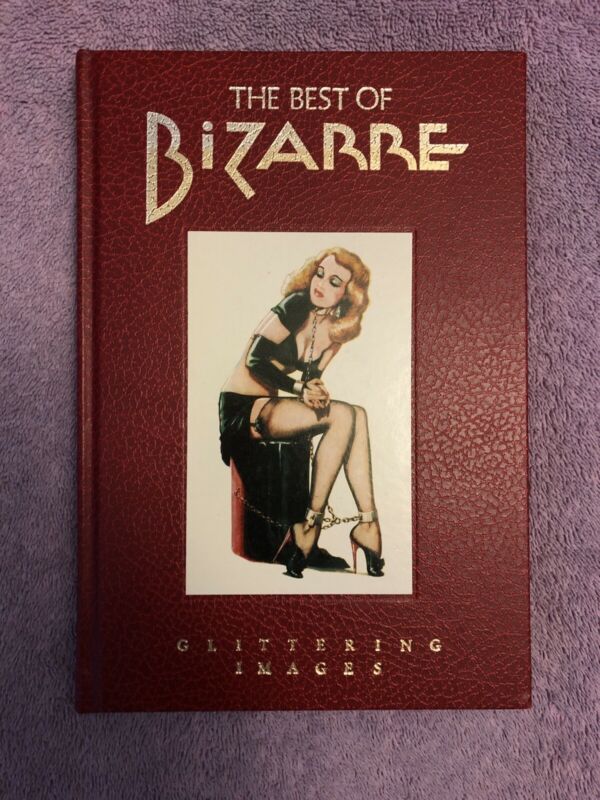 THE BEST OF
BiZARRE
GLITTERING
IMAGES